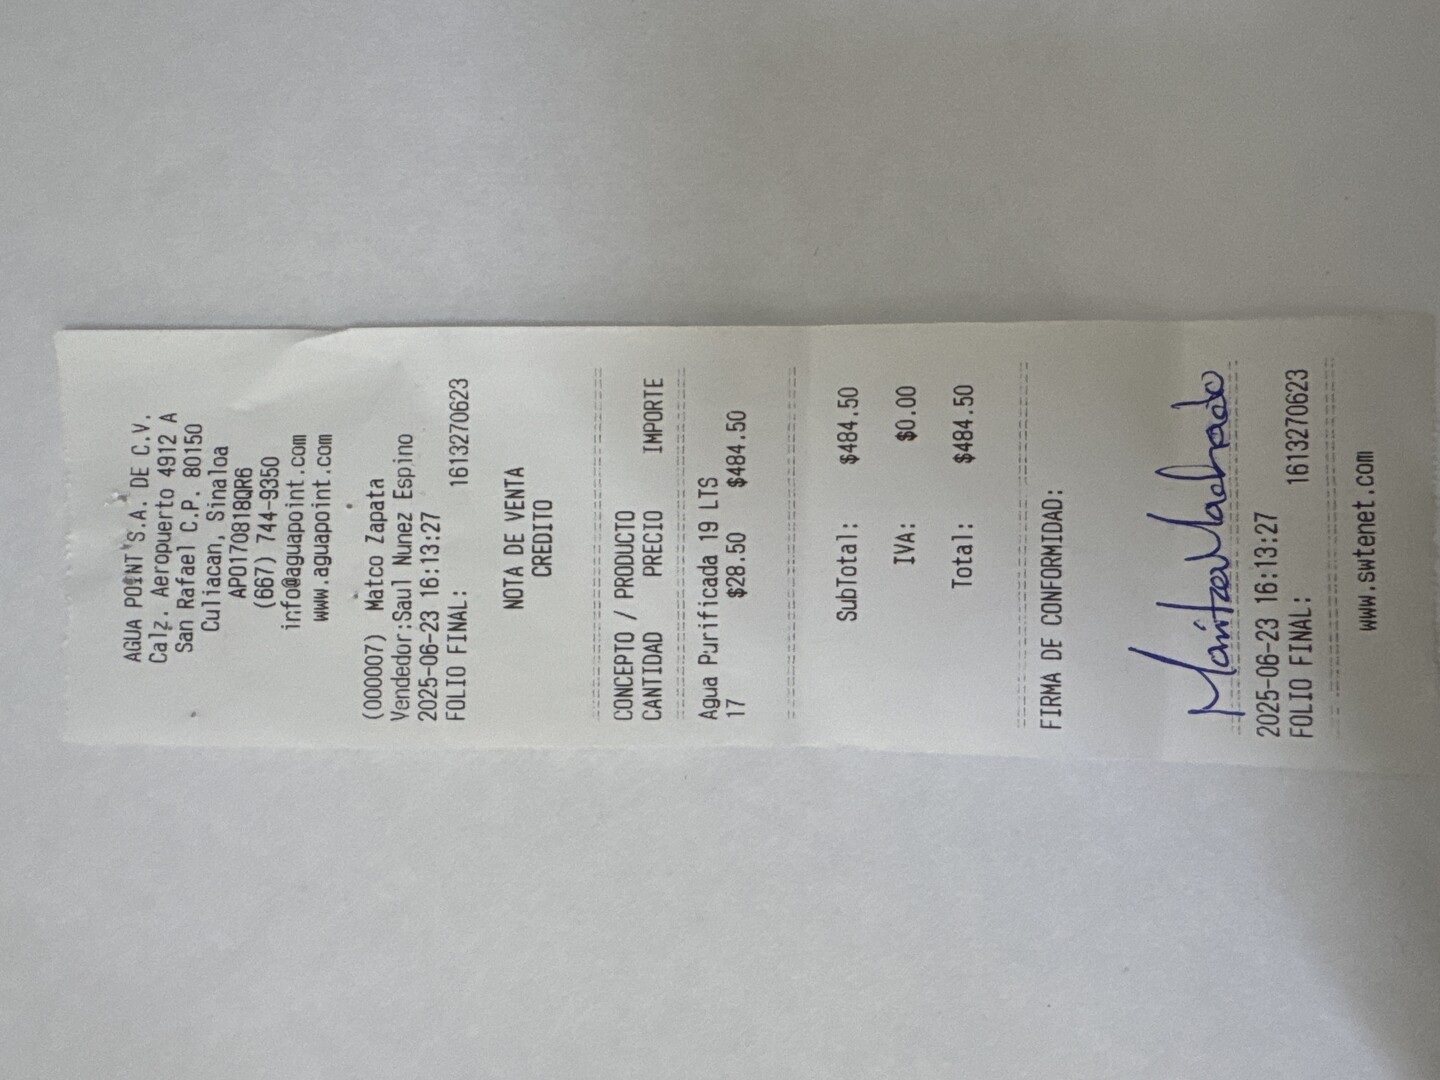 AGUA POINT S.A. DE C.V.
Calz. Aeropuerto 4912 A
San Rafael C.P. 80150
Culiacan, Sinaloa
APO170818QR6
(667) 744-9350
info@aguapoint.com
www.aguapoint.com
(000007) Matco Zapata
Vendedor:Saul Nunez Espino
2025-06-23 16:13:27
FOLIO FINAL: 1613270623
NOTA DE VENTA
CREDITO
CONCEPTO / PRODUCTO
CANTIDAD PRECIO IMPORTE
Agua Purificada 19 LTS
17 $28.50 $484.50
SubTotal: $484.50
IVA: $0.00
Total: $484.50
FIRMA DE CONFORMIDAD:
Maritza Machado
2025-06-23 16:13:27
FOLIO FINAL: 1613270623
www.swtenet.com